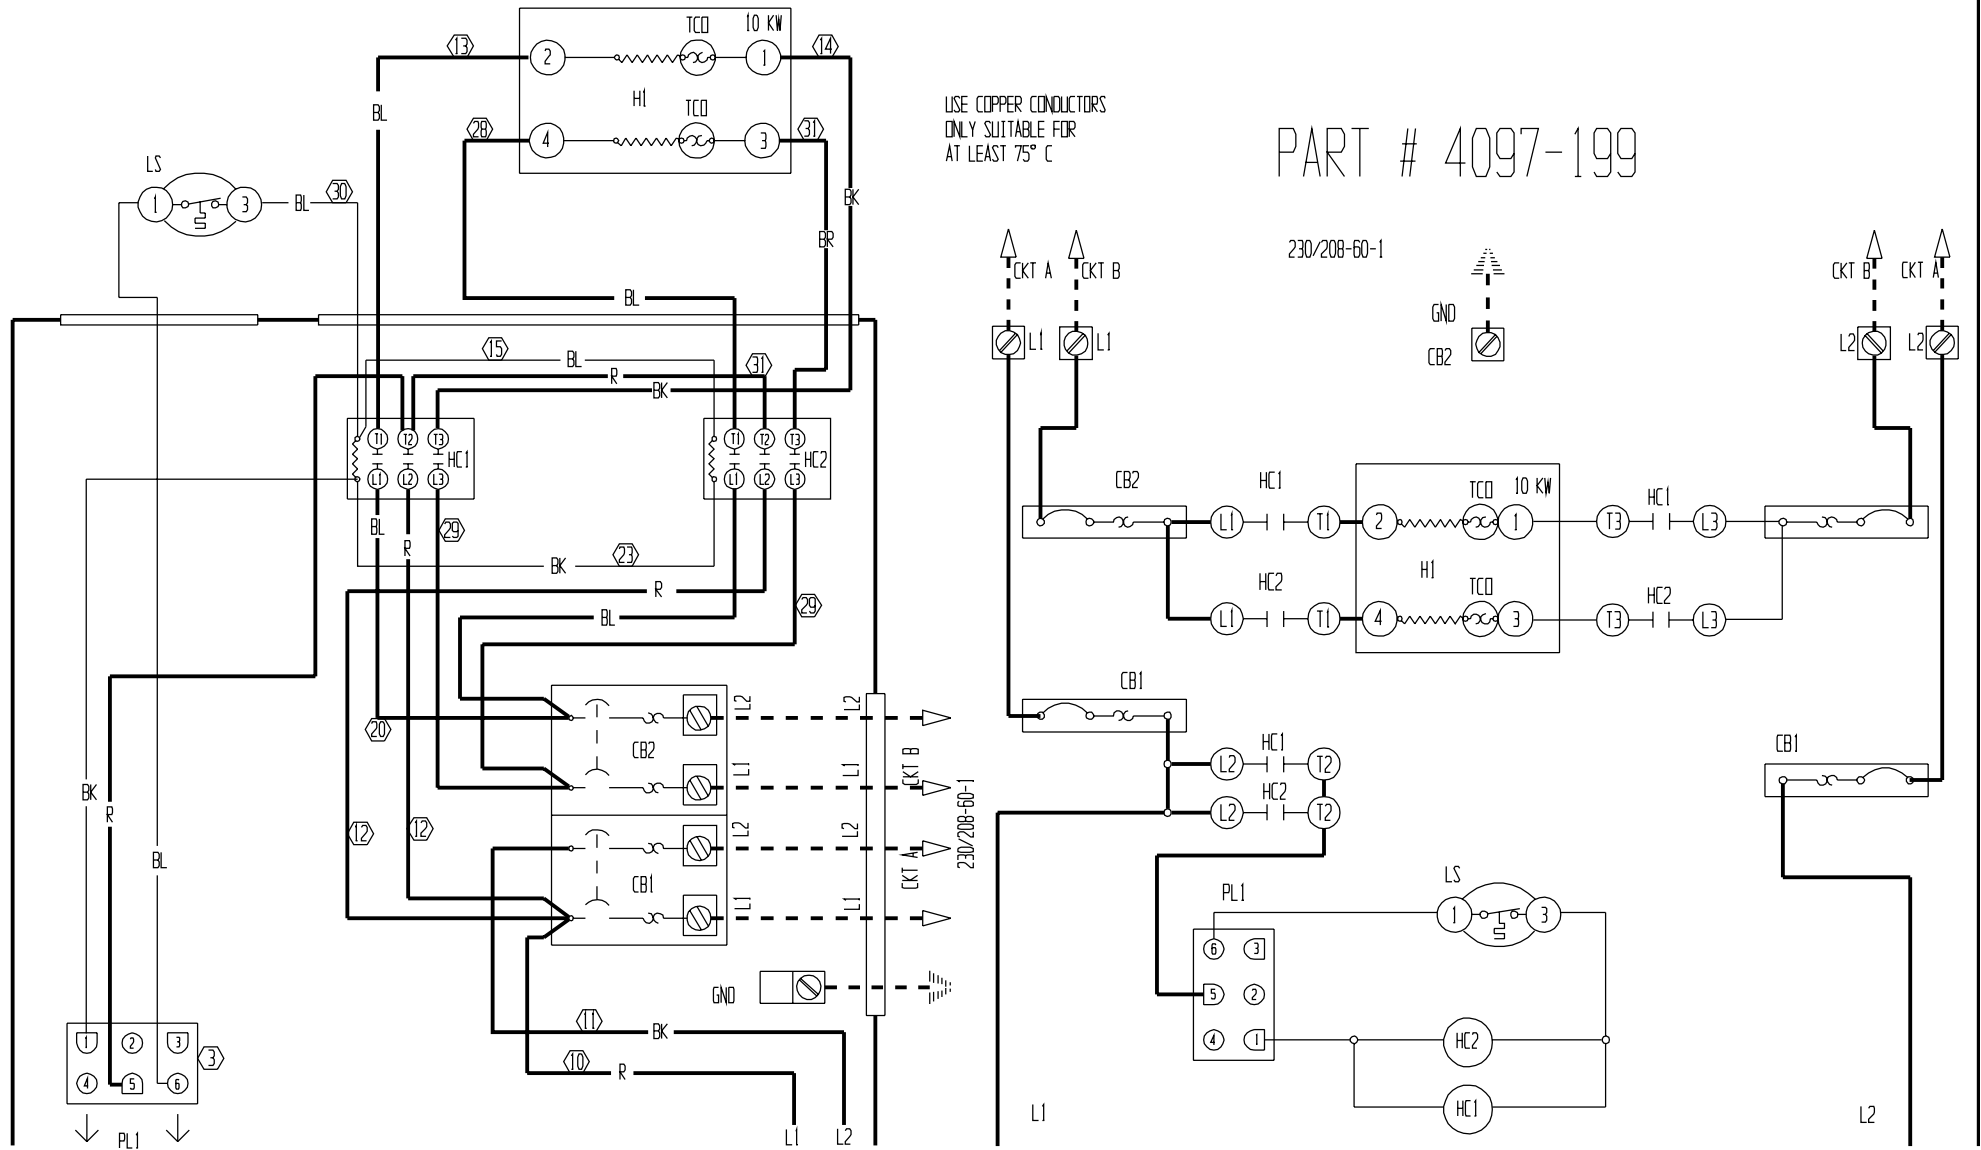 TCO
10 KW
13
2
1
14
H1
BL
TCO
28
4
3
31
LS
1
3
BL
30
BK
BR
BL
15
BL
31
R
BK
T1
T2
T3
HC1
L1
L2
L3
T1
T2
T3
HC2
L1
L2
L3
BL
R
29
BK
23
R
29
BL
20
CB2
L2
L2
L1
L1
CKT B
230/208-60-1
BK
R
BL
12
12
CB1
L2
L2
L1
L1
CKT A
GND
11
BK
10
R
L1
L2
1
2
3
3
4
5
6
PL1
USE COPPER CONDUCTORS
ONLY SUITABLE FOR
AT LEAST 75° C
PART # 4097-199
230/208-60-1
CKT A
CKT B
CKT B
CKT A
GND
CB2
L1
L1
L2
L2
CB2
HC1
TCO
10 KW
HC1
L1
T1
2
1
T3
L3
H1
HC2
TCO
HC2
L1
T1
4
3
T3
L3
CB1
HC1
L2
T2
HC2
L2
T2
CB1
PL1
LS
1
3
6
3
5
2
4
1
HC2
HC1
L1
L2